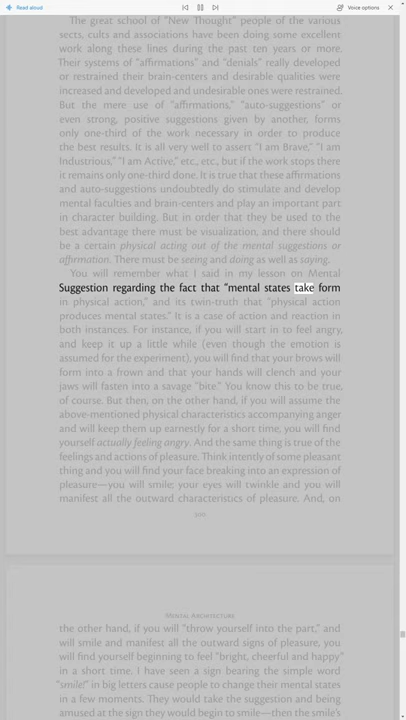 Read aloud
Voice options
The great school of "New Thought" people of the various
sects, cults and associations have been doing some excellent
work along these lines during the past ten years or more.
Their systems of "affirmations" and "denials" really developed
or restrained their brain-centers and desirable qualities were
increased and developed and undesirable ones were restrained.
But the mere use of "affirmations," "auto-suggestions" or
even strong, positive suggestions given by another, forms
only one-third of the work necessary in order to produce
the best results. It is all very well to assert "I am Brave," "I am
Industrious," "I am Active," etc., etc., but if the work stops there
it remains only one-third done. It is true that these affirmations
and auto-suggestions undoubtedly do stimulate and develop
mental faculties and brain-centers and play an important part
in character building. But in order that they be used to the
best advantage there must be visualization, and there should
be a certain physical acting out of the mental suggestions or
affirmation. There must be seeing and doing as well as saying.
You will remember what I said in my lesson on Mental
Suggestion regarding the fact that "mental states take form
in physical action," and its twin-truth that "physical action
produces mental states." It is a case of action and reaction in
both instances. For instance, if you will start in to feel angry,
and keep it up a little while (even though the emotion is
assumed for the experiment), you will find that your brows will
form into a frown and that your hands will clench and your
jaws will fasten into a savage "bite." You know this to be true,
of course. But then, on the other hand, if you will assume the
above-mentioned physical characteristics accompanying anger
and will keep them up earnestly for a short time, you will find
yourself actually feeling angry. And the same thing is true of the
feelings and actions of pleasure. Think intently of some pleasant
thing and you will find your face breaking into an expression of
pleasure—you will smile; your eyes will twinkle and you will
manifest all the outward characteristics of pleasure. And, on
Mental Architecture
the other hand, if you will "throw yourself into the part," and
will smile and manifest all the outward signs of pleasure, you
will find yourself beginning to feel "bright, cheerful and happy"
in a short time. I have seen a sign bearing the simple word
"smile!" in big letters cause people to change their mental states
in a few moments. They would take the suggestion and being
amused at the sign they would begin to smile—then the smile's